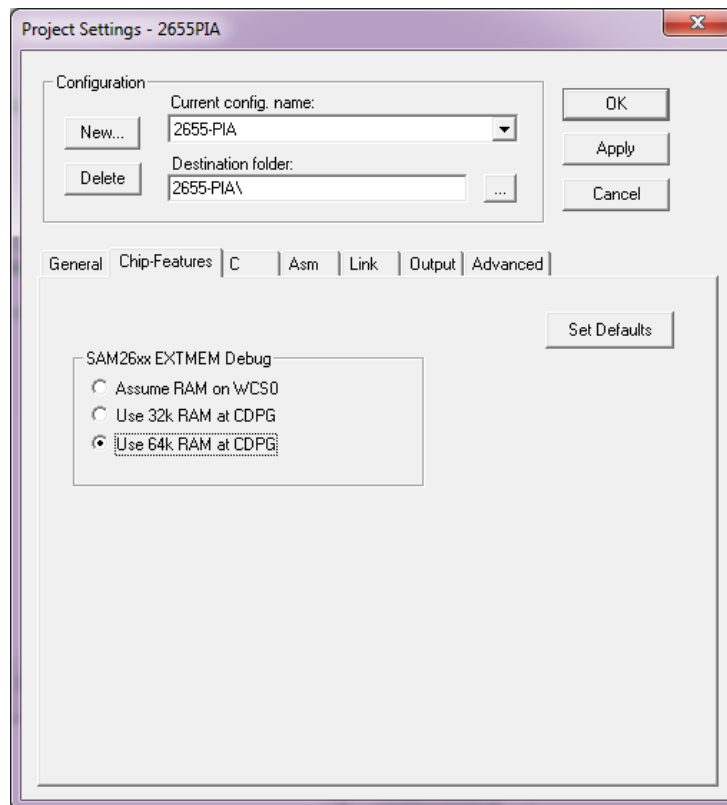 Project Settings - 2655PIA
Configuration
Current config. name:
New...
2655-PIA
Destination folder:
Delete
2655-PIA\
...
OK
Apply
Cancel
General Chip-Features C Asm Link Output Advanced
Set Defaults
SAM26xx EXTMEM Debug
Assume RAM on WCS0
Use 32k RAM at CDPG
Use 64k RAM at CDPG